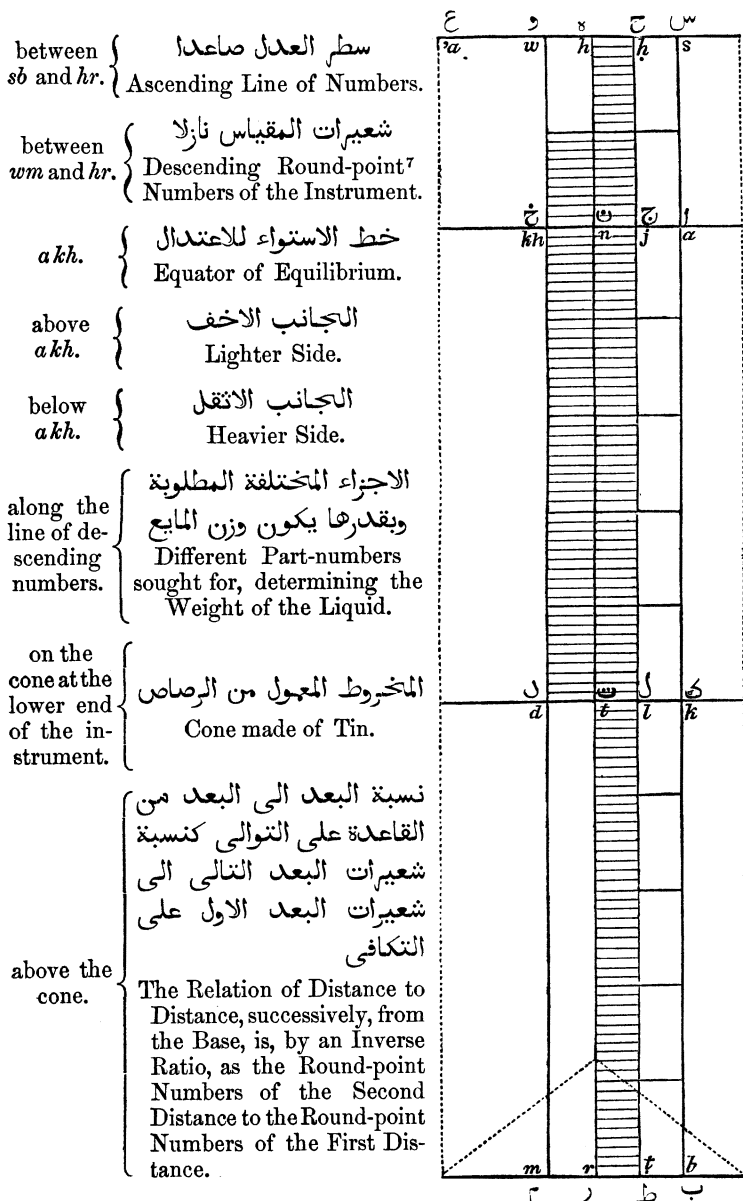 between
sb and hr.
سطر العدل صاعدا
Ascending Line of Numbers.
between
wm and hr.
شعيرات المقياس نازلا
Descending Round-point⁷
Numbers of the Instrument.
akh.
خط الاستواء للاعتدال
Equator of Equilibrium.
above
akh.
الجانب الاخف
Lighter Side.
below
akh.
الجانب الاثقل
Heavier Side.
along the
line of de-
scending
numbers.
الاجزاء المختلفة المطلوبة
وبقدرها يكون وزن المايع
Different Part-numbers
sought for, determining the
Weight of the Liquid.
on the
cone at the
lower end
of the in-
strument.
المخروط المعمول من الرصاص
Cone made of Tin.
above the
cone.
نسبة البعد الى البعد من
القاعدة على التوالى كنسبة
شعيرات البعد التالى الى
شعيرات البعد الاول على
التكافى
The Relation of Distance to
Distance, successively, from
the Base, is, by an Inverse
Ratio, as the Round-point
Numbers of the Second
Distance to the Round-point
Numbers of the First Dis-
tance.
ع و ه ح س
'a. w h ḥ s
خ ن ج ا
kh n j a
د ت ل ك
d t l k
m r ṭ b
م ر ط ب